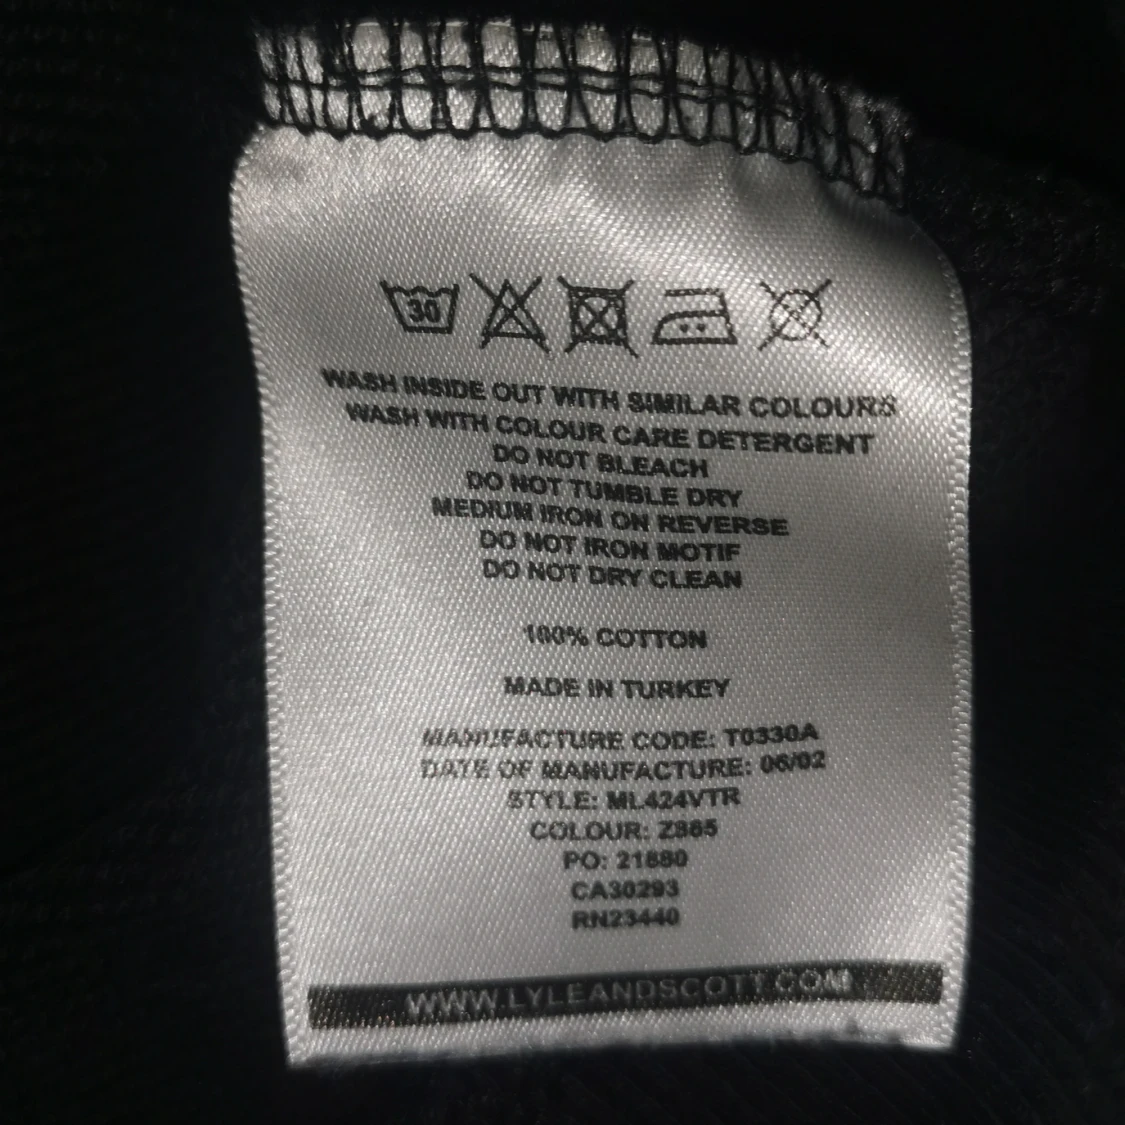 30
WASH INSIDE OUT WITH SIMILAR COLOURS
WASH WITH COLOUR CARE DETERGENT
DO NOT BLEACH
DO NOT TUMBLE DRY
MEDIUM IRON ON REVERSE
DO NOT IRON MOTIF
DO NOT DRY CLEAN
100% COTTON
MADE IN TURKEY
MANUFACTURE CODE: T0330A
DATE OF MANUFACTURE: 06/02
STYLE: ML424VTR
COLOUR: Z865
PO: 21880
CA30293
RN23440
WWW.LYLEANDSCOTT.COM